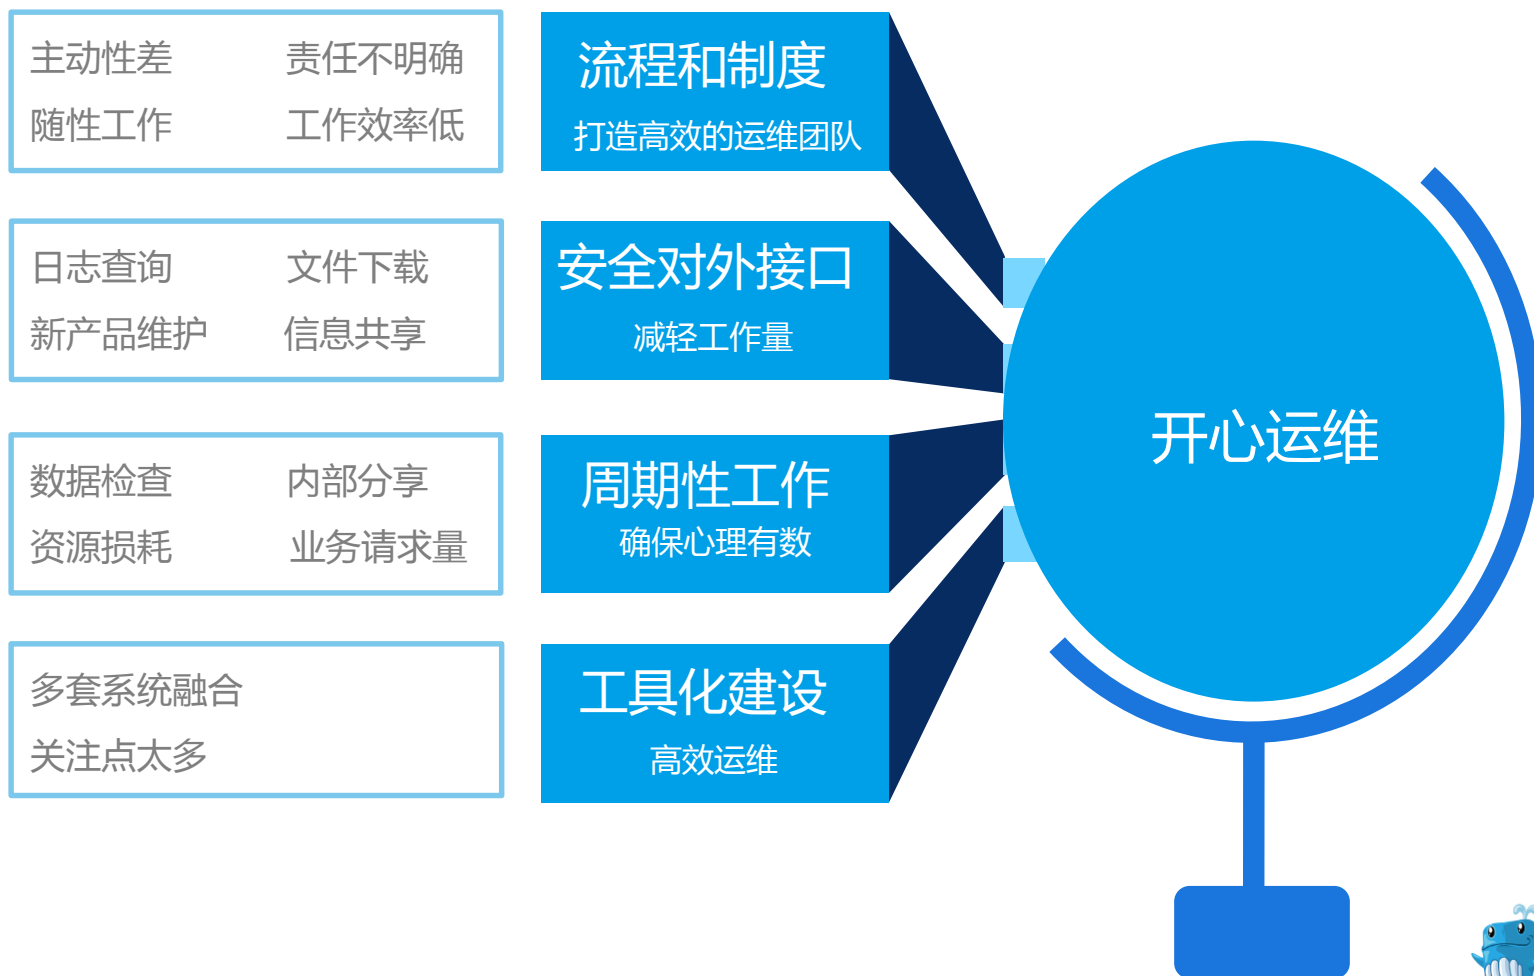 主动性差 责任不明确
随性工作 工作效率低
流程和制度
打造高效的运维团队
日志查询 文件下载
新产品维护 信息共享
安全对外接口
减轻工作量
数据检查 内部分享
资源损耗 业务请求量
周期性工作
确保心理有数
多套系统融合
关注点太多
工具化建设
高效运维
开心运维